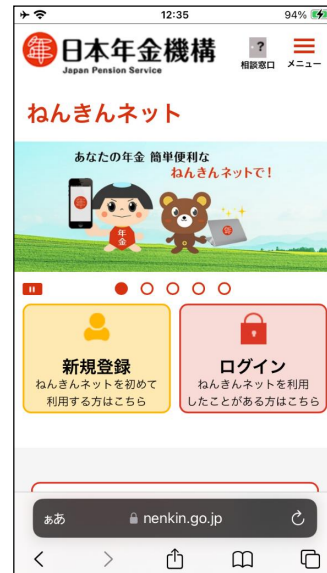 12:35
94%
年
日本年金機構
Japan Pension Service
?
相談窓口
メニュー
ねんきんネット
あなたの年金 簡単便利な
ねんきんネットで!
年
金
新規登録
ねんきんネットを初めて
利用する方はこちら
ログイン
ねんきんネットを利用
したことがある方はこちら
ぁあ
nenkin.go.jp